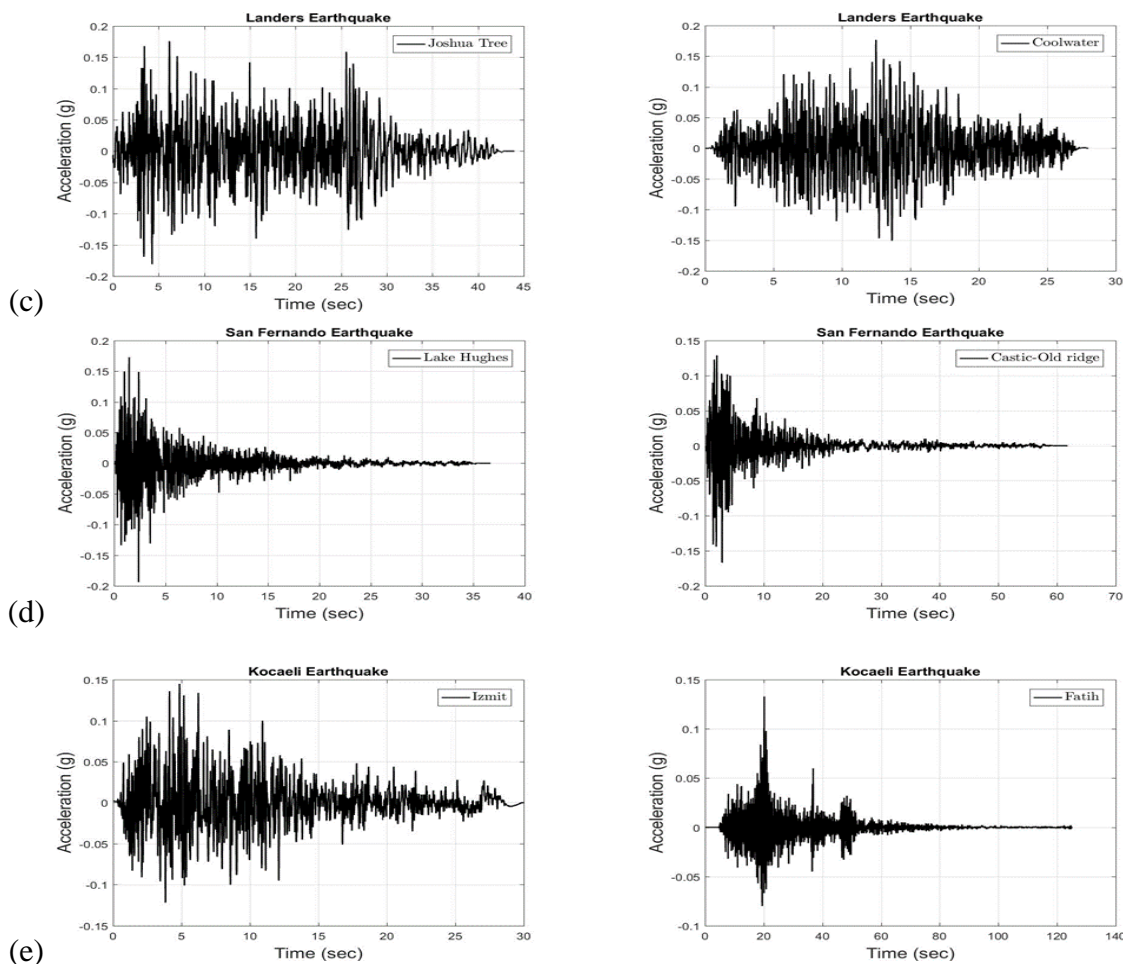 Landers Earthquake
0.2
0.15
0.1
0.05
0
-0.05
-0.1
-0.15
-0.2
Acceleration (g)
Joshua Tree
0 5 10 15 20 25 30 35 40 45
Time (sec)
Landers Earthquake
0.2
0.15
0.1
0.05
0
-0.05
-0.1
-0.15
-0.2
Acceleration (g)
Coolwater
0 5 10 15 20 25 30
Time (sec)
(c)
San Fernando Earthquake
0.2
0.15
0.1
0.05
0
-0.05
-0.1
-0.15
-0.2
Acceleration (g)
Lake Hughes
0 5 10 15 20 25 30 35 40
Time (sec)
San Fernando Earthquake
0.15
0.1
0.05
0
-0.05
-0.1
-0.15
-0.2
Acceleration (g)
Castic-Old ridge
0 10 20 30 40 50 60 70
Time (sec)
(d)
Kocaeli Earthquake
0.15
0.1
0.05
0
-0.05
-0.1
-0.15
Acceleration (g)
Izmit
0 5 10 15 20 25 30
Time (sec)
Kocaeli Earthquake
0.15
0.1
0.05
0
-0.05
-0.1
Acceleration (g)
Fatih
0 20 40 60 80 100 120 140
Time (sec)
(e)